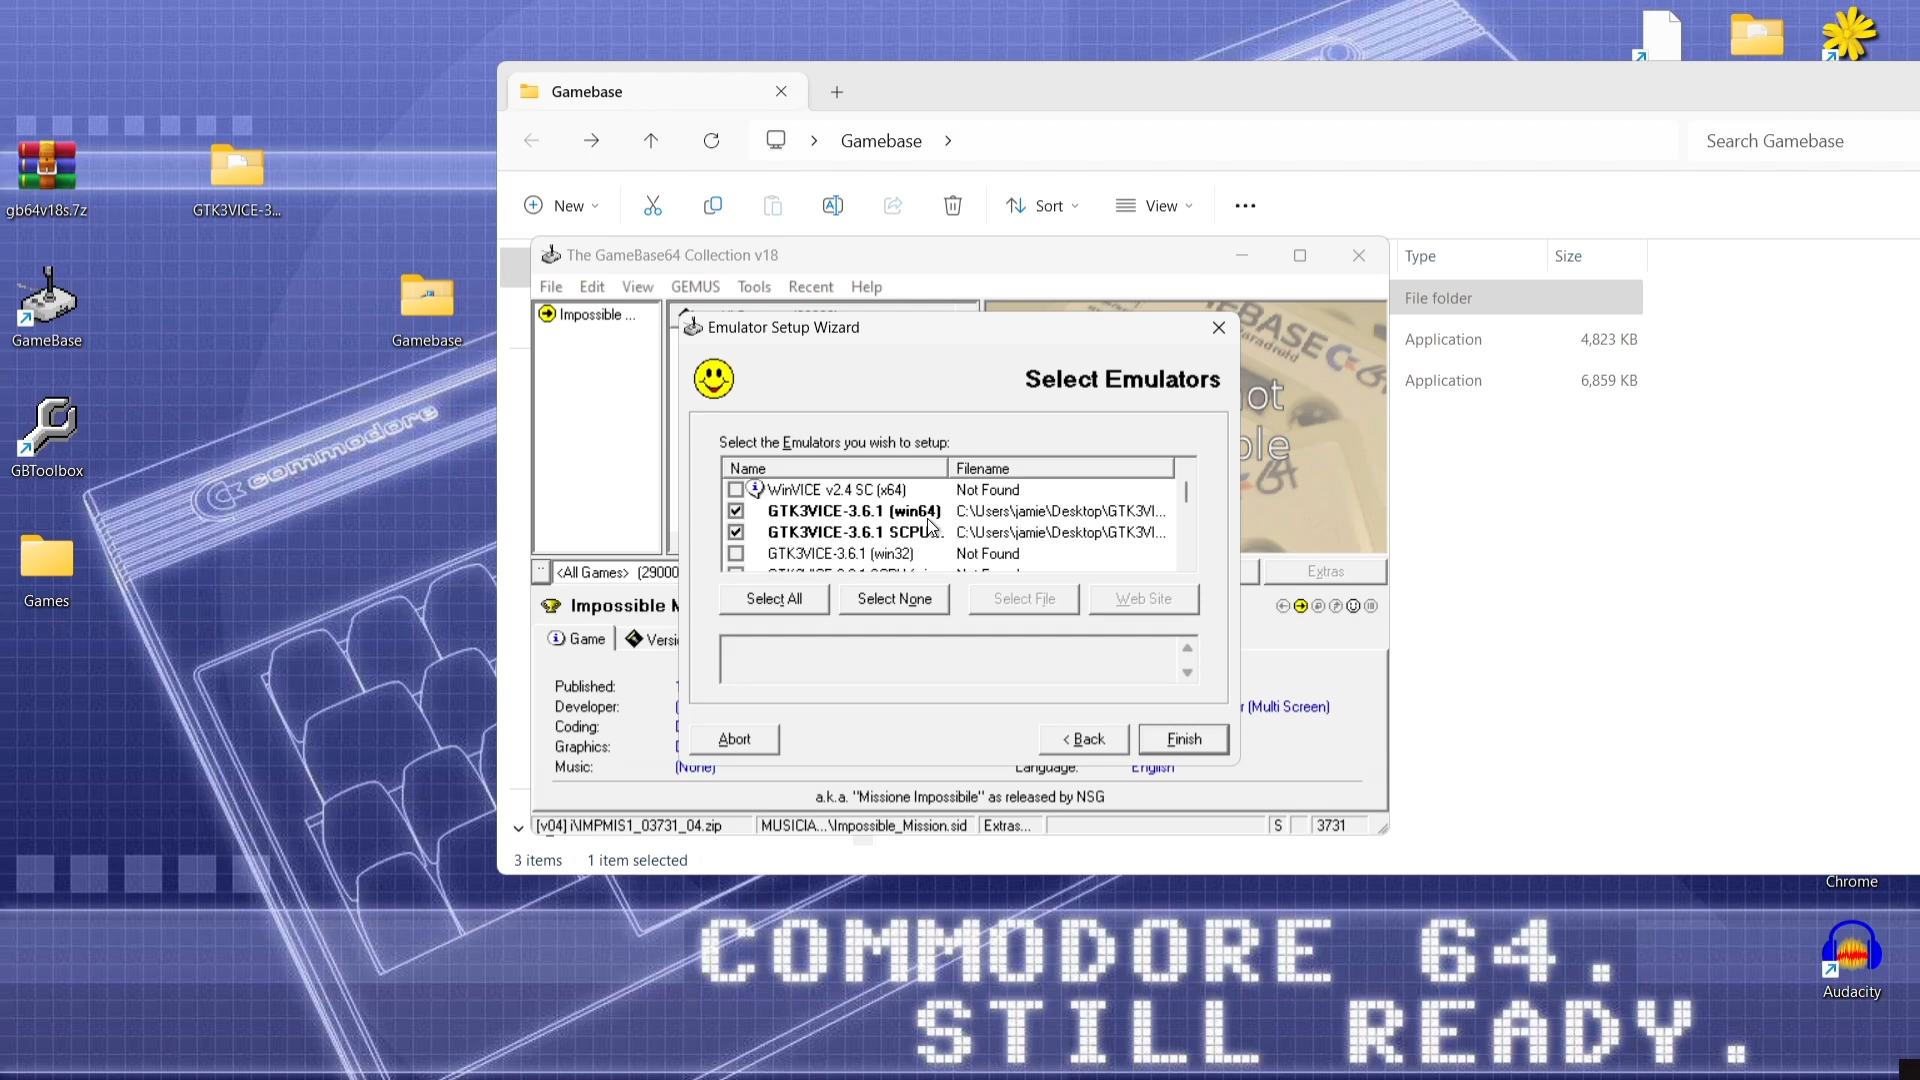 gb64v18s.7z
GTK3VICE-3...
GameBase
Gamebase
GBToolbox
Games
Chrome
Audacity
commodore
COMMODORE 64.
STILL READY.
Gamebase
Gamebase
Search Gamebase
New
Sort
View
Type
Size
File folder
Application
4,823 KB
Application
6,859 KB
The GameBase64 Collection v18
File Edit View GEMUS Tools Recent Help
Impossible ...
Emulator Setup Wizard
Select Emulators
Select the Emulators you wish to setup:
Name Filename
WinVICE v2.4 SC (x64) Not Found
GTK3VICE-3.6.1 (win64) C:\Users\jamie\Desktop\GTK3VI...
GTK3VICE-3.6.1 SCPU... C:\Users\jamie\Desktop\GTK3VI...
GTK3VICE-3.6.1 (win32) Not Found
Select All
Select None
Select File
Web Site
Abort
< Back
Finish
<All Games> (29000
Extras
Impossible M
Game
Versi
Published:
Developer:
r (Multi Screen)
Coding:
Graphics:
Music:
(None)
Language:
English
a.k.a. "Missione Impossibile" as released by NSG
[v04] i\IMPMIS1_03731_04.zip
MUSICIA...\Impossible_Mission.sid
Extras...
S
3731
3 items 1 item selected